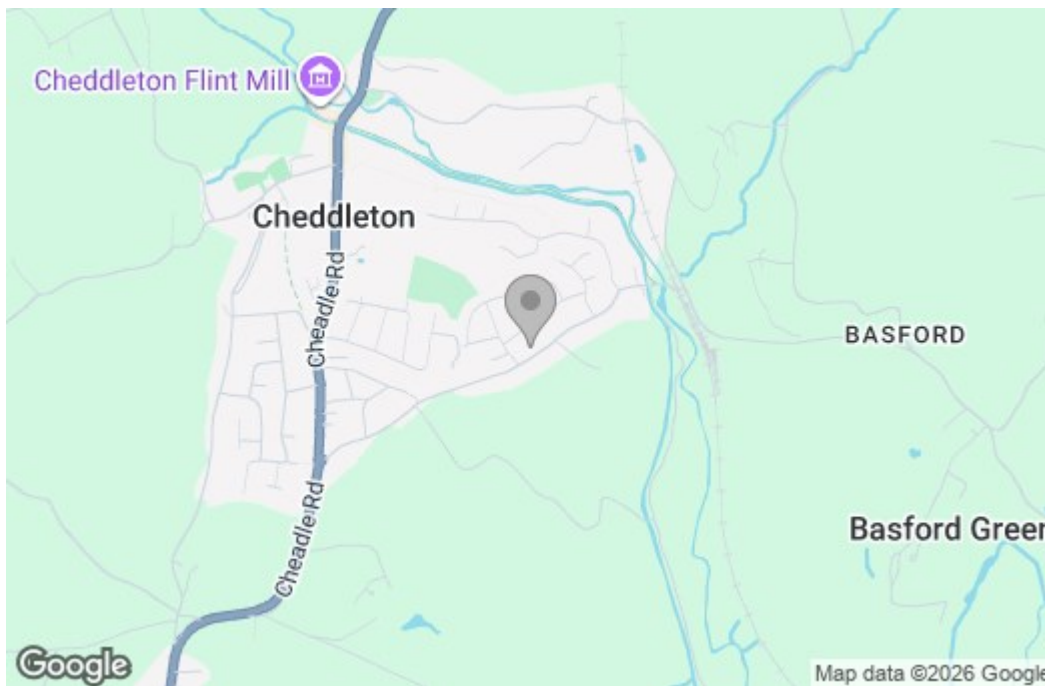 Cheddleton Flint Mill
Cheddleton
Cheadle Rd
BASFORD
Cheadle Rd
Basford Green
Google
Map data ©2026 Google